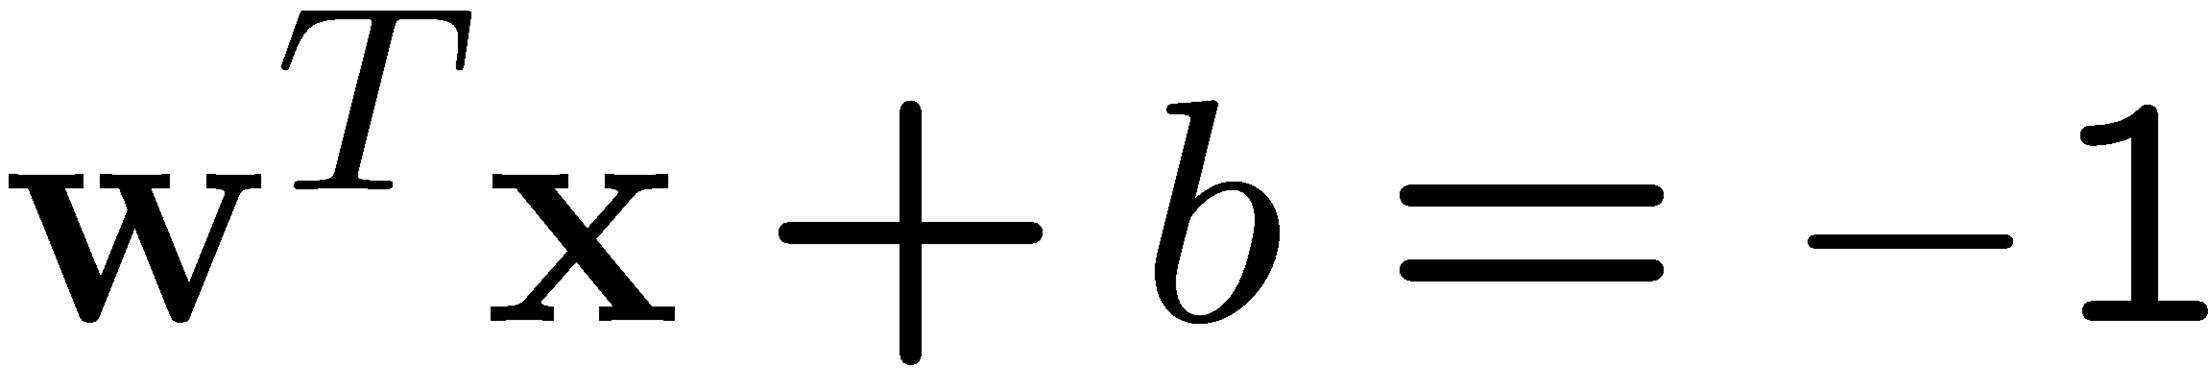 w^T x + b = −1